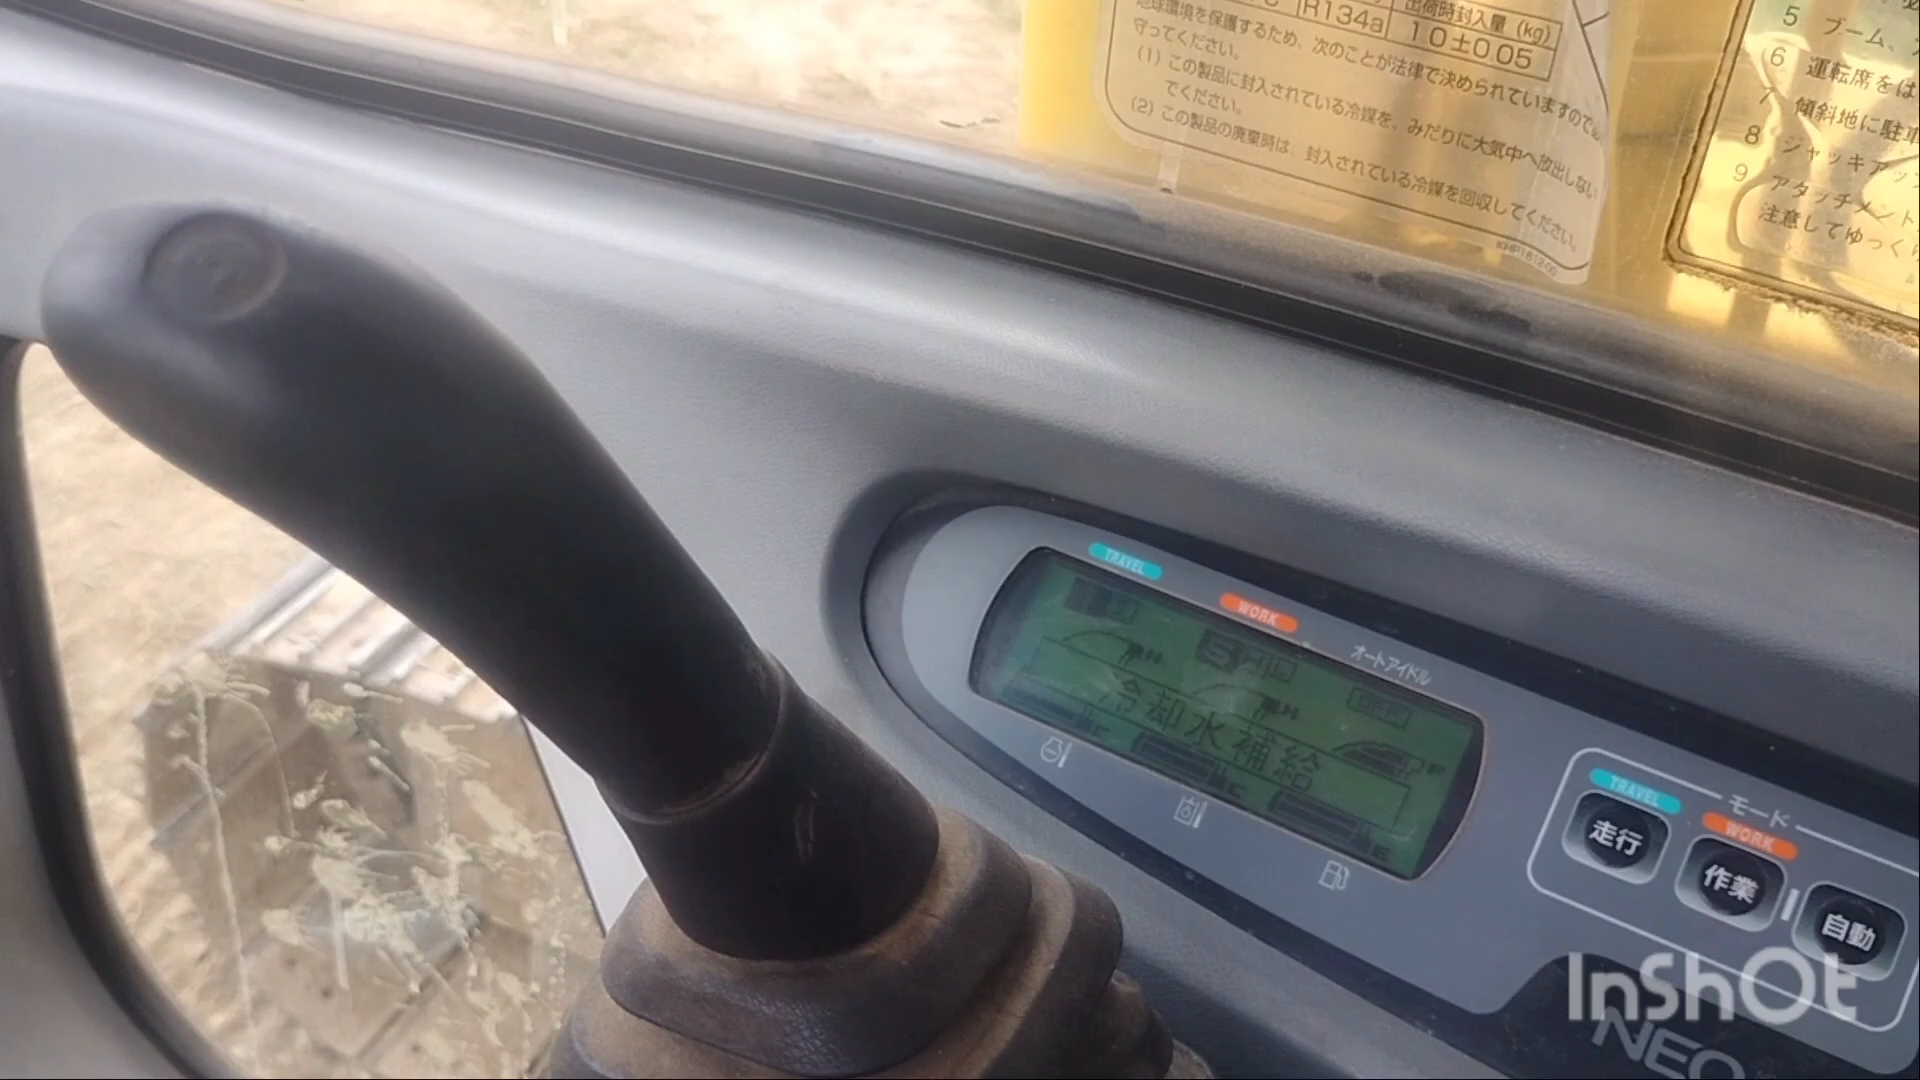 R134a
出荷時封入量 (kg)
10±0.05
地球環境を保護するため、次のことが法律で決められていますので
守ってください。
(1) この製品に封入されている冷媒を、みだりに大気中へ放出しない
でください。
(2) この製品の廃棄時は、封入されている冷媒を回収してください。
5 ブーム、
6 運転席をは
7 傾斜地に駐車
8 ジャッキアップ
9 アタッチメント
注意してゆっく
TRAVEL
WORK
オートアイドル
S H L
OFF
冷却水補給
C
C
E
TRAVEL
モード
WORK
走行
作業
自動
InShOt
NEO